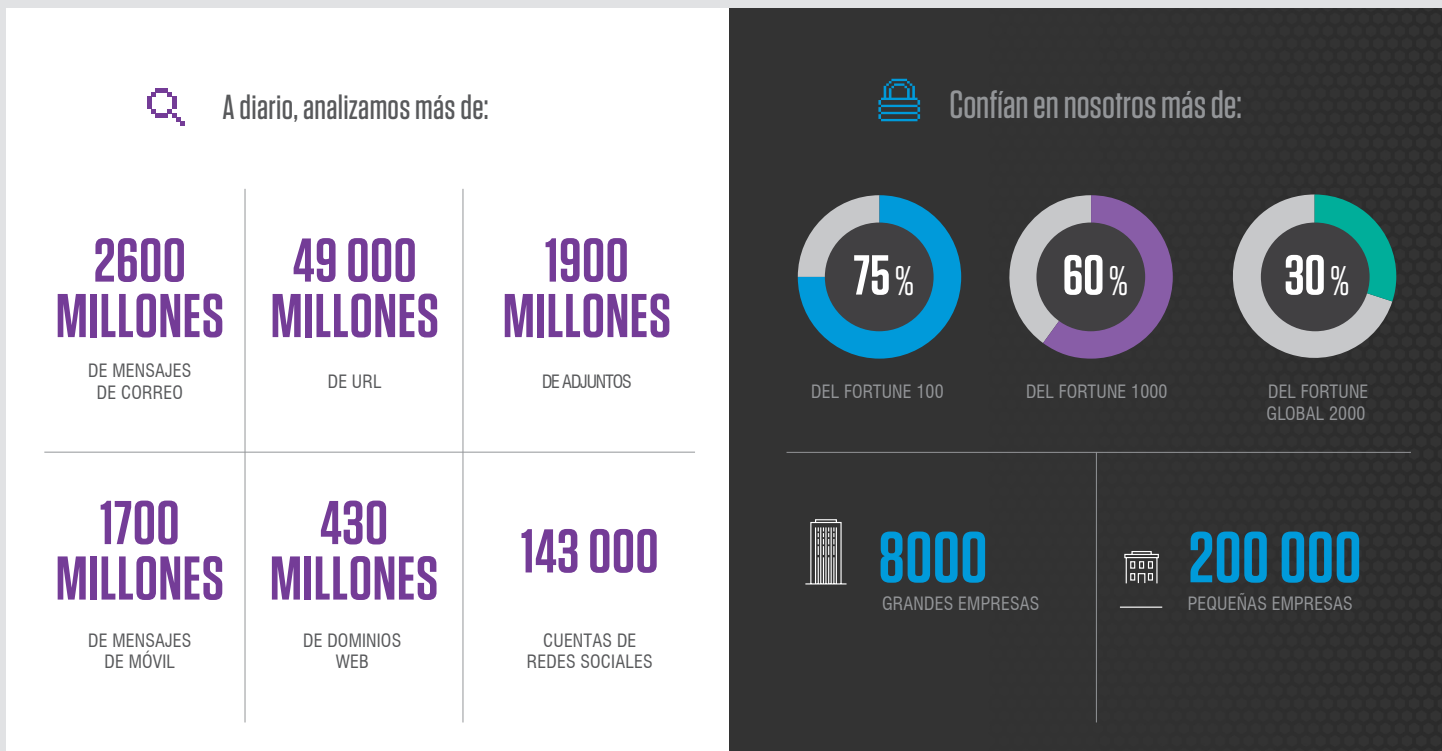 A diario, analizamos más de:
2600
MILLONES
DE MENSAJES
DE CORREO
49 000
MILLONES
DE URL
1900
MILLONES
DE ADJUNTOS
1700
MILLONES
DE MENSAJES
DE MÓVIL
430
MILLONES
DE DOMINIOS
WEB
143 000
CUENTAS DE
REDES SOCIALES
Confían en nosotros más de:
75 %
DEL FORTUNE 100
60 %
DEL FORTUNE 1000
30 %
DEL FORTUNE
GLOBAL 2000
8000
GRANDES EMPRESAS
200 000
PEQUEÑAS EMPRESAS